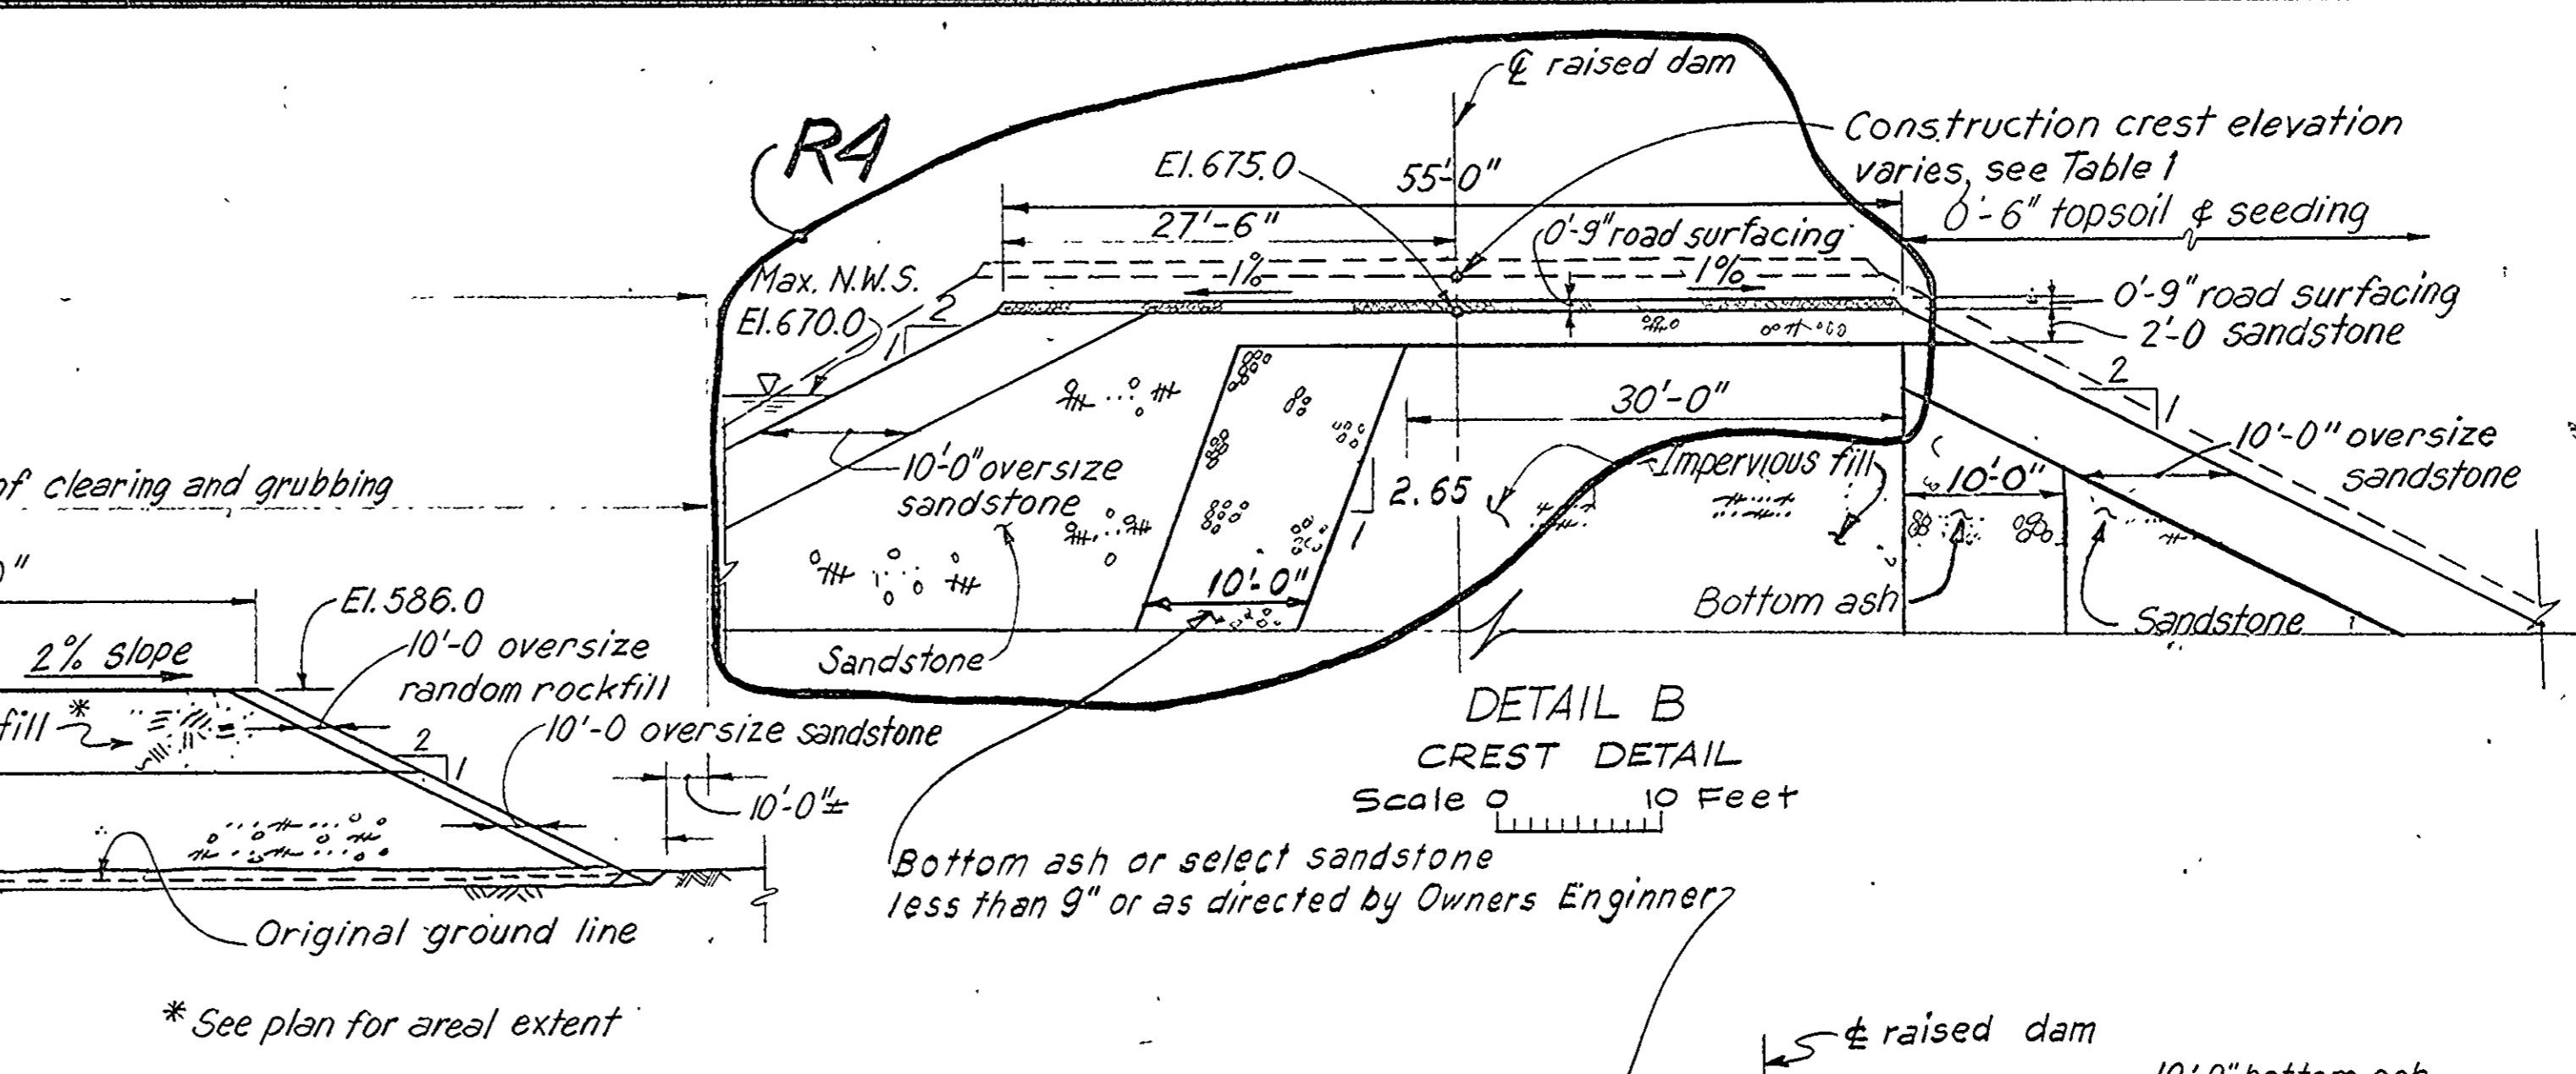 ℄ raised dam
R4
Construction crest elevation
varies, see Table 1
El.675.0
55'-0"
27'-6"
0'-9" road surfacing
0'-6" topsoil & seeding
Max. N.W.S.
El.670.0
1%
1%
2
1
0'-9" road surfacing
2'-0 sandstone
2
1
30'-0"
10'-0" oversize
sandstone
10'-0" oversize
sandstone
2.65
1
Impervious fill
10'-0"
of clearing and grubbing
10'-0"
Bottom ash
Sandstone
Sandstone
El.586.0
2% slope
10'-0 oversize
random rockfill
fill *
10'-0 oversize sandstone
2
1
10'-0"±
DETAIL B
CREST DETAIL
Scale 0 10 Feet
Bottom ash or select sandstone
less than 9" or as directed by Owners Enginner
Original ground line
* See plan for areal extent
℄ raised dam
10'-0" bottom ash